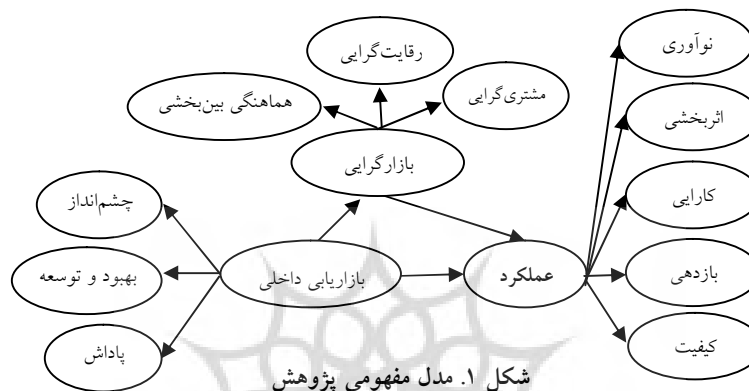 رقابت‌گرایی
نوآوری
هماهنگی بین‌بخشی
مشتری‌گرایی
اثربخشی
بازارگرایی
کارایی
چشم‌انداز
بهبود و توسعه
بازاریابی داخلی
عملکرد
بازدهی
پاداش
کیفیت
شکل ۱. مدل مفهومی پژوهش